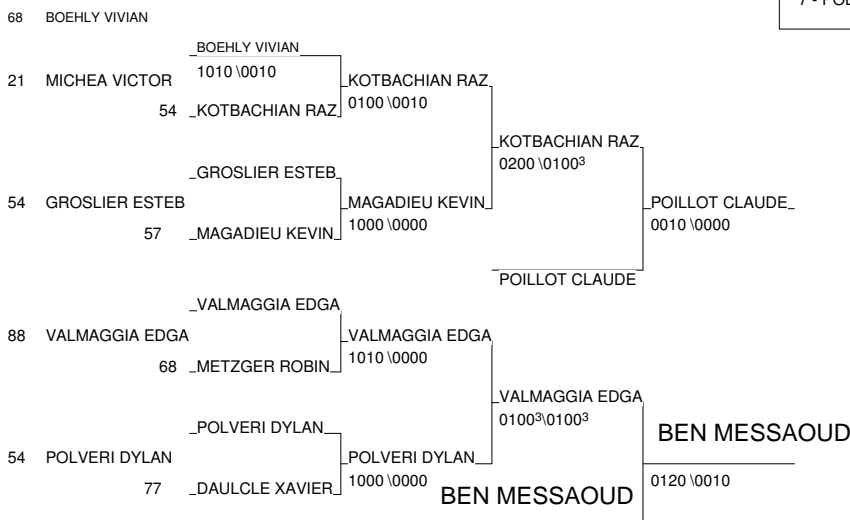 7 - POL
68 BOEHLY VIVIAN
BOEHLY VIVIAN
1010 \0010
21 MICHEA VICTOR
KOTBACHIAN RAZ
0100 \0010
54 KOTBACHIAN RAZ
KOTBACHIAN RAZ
0200 \0100³
GROSLIER ESTEB
54 GROSLIER ESTEB
MAGADIEU KEVIN
1000 \0000
POILLOT CLAUDE
0010 \0000
57 MAGADIEU KEVIN
POILLOT CLAUDE
VALMAGGIA EDGA
88 VALMAGGIA EDGA
VALMAGGIA EDGA
1010 \0000
68 METZGER ROBIN
VALMAGGIA EDGA
0100³\0100³
POLVERI DYLAN
BEN MESSAOUD
54 POLVERI DYLAN
POLVERI DYLAN
1000 \0000
0120 \0010
77 DAULCLE XAVIER
BEN MESSAOUD